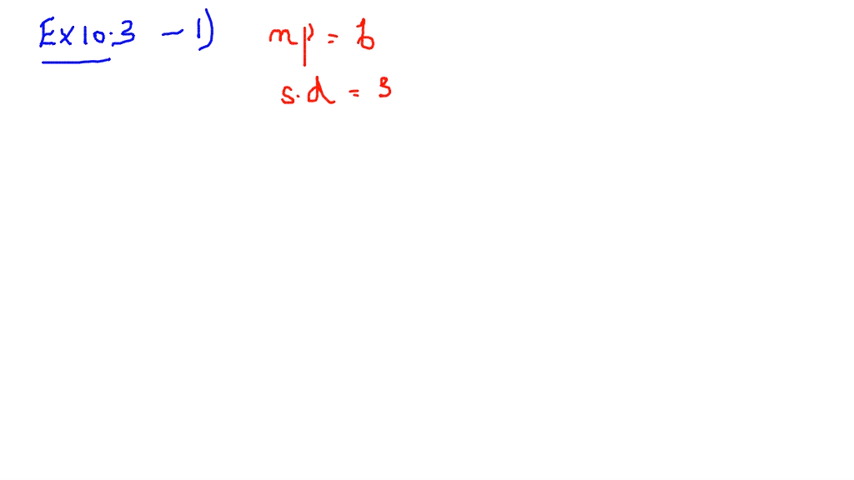 Ex 10.3 - 1) np = 6
s.d = 3